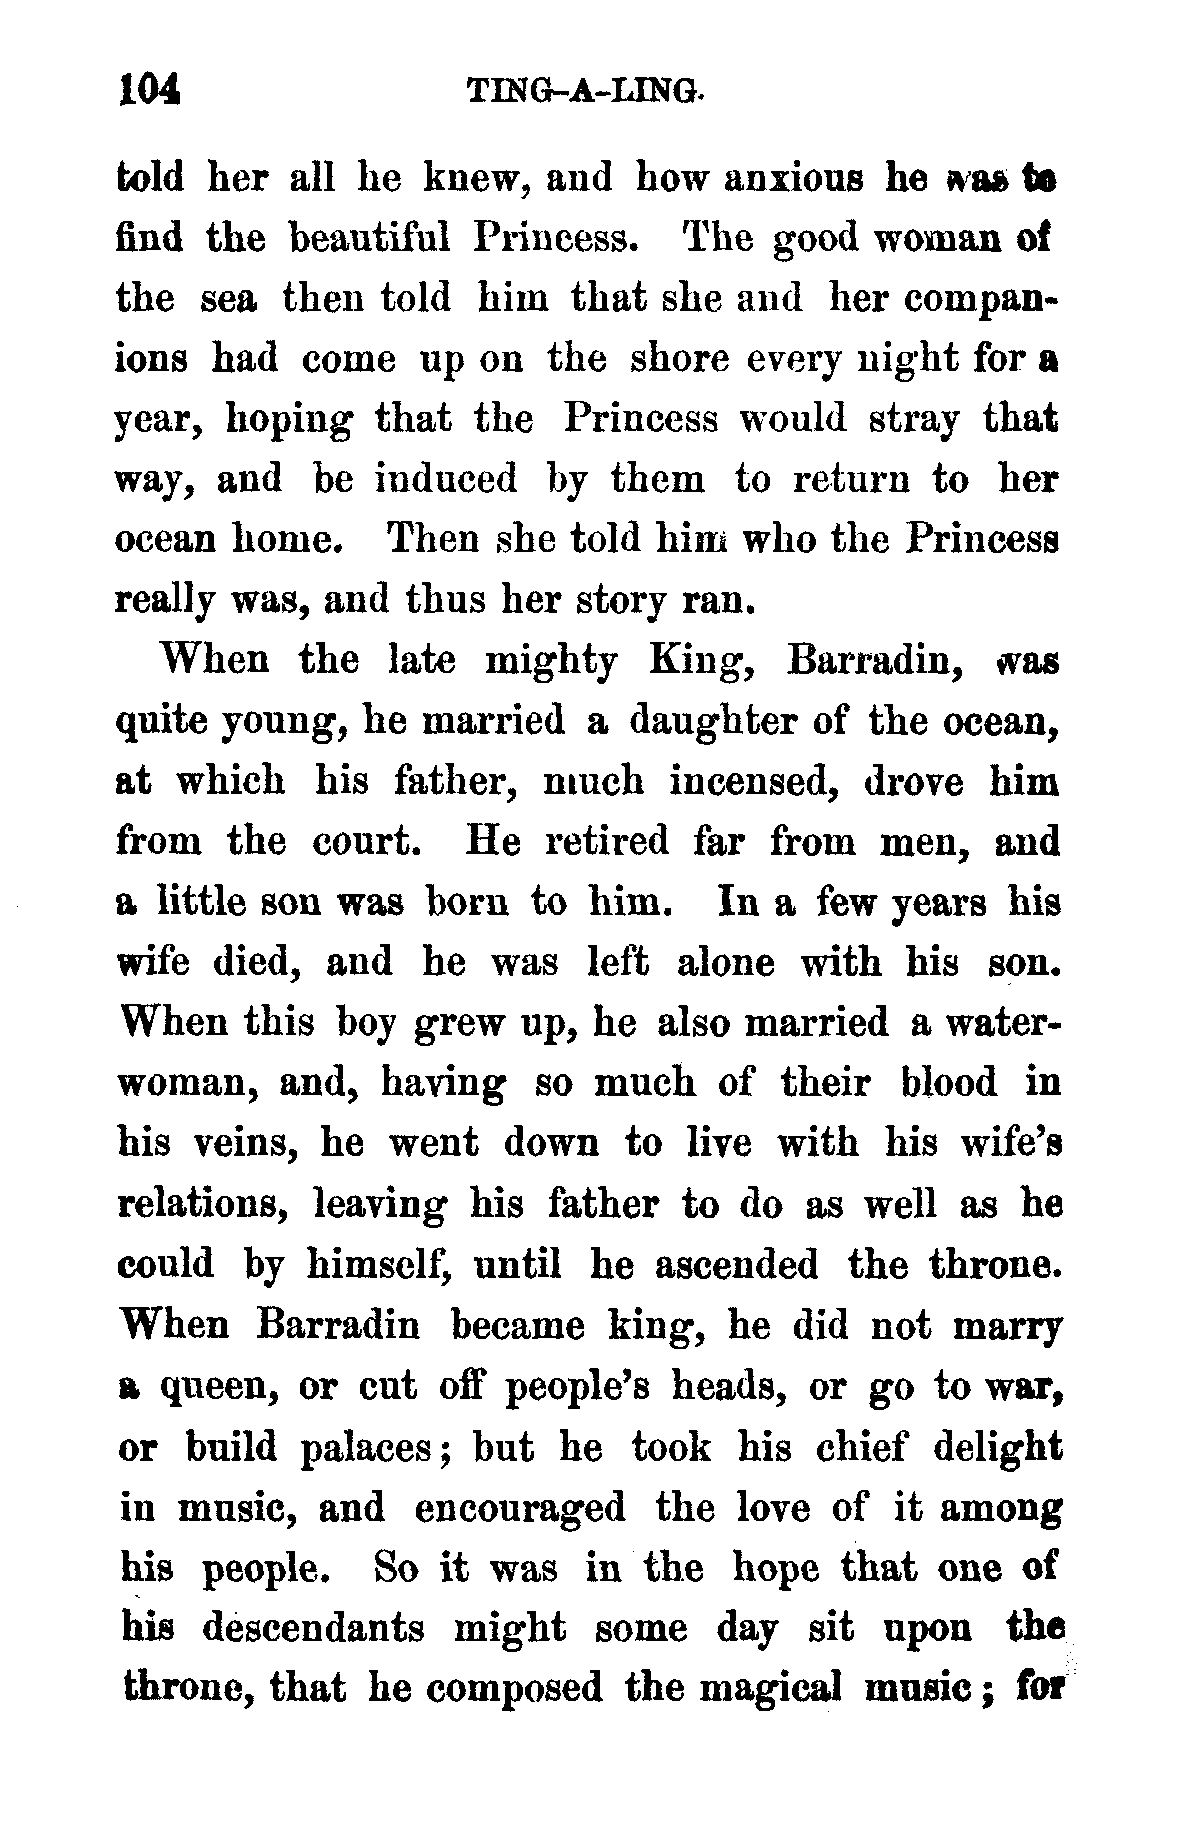 104 TING-A-LING.
told her all he knew, and how anxious he was to
find the beautiful Princess. The good woman of
the sea then told him that she and her compan-
ions had come up on the shore every night for a
year, hoping that the Princess would stray that
way, and be induced by them to return to her
ocean home. Then she told him who the Princess
really was, and thus her story ran.
When the late mighty King, Barradin, was
quite young, he married a daughter of the ocean,
at which his father, much incensed, drove him
from the court. He retired far from men, and
a little son was born to him. In a few years his
wife died, and he was left alone with his son.
When this boy grew up, he also married a water-
woman, and, having so much of their blood in
his veins, he went down to live with his wife's
relations, leaving his father to do as well as he
could by himself, until he ascended the throne.
When Barradin became king, he did not marry
a queen, or cut off people's heads, or go to war,
or build palaces; but he took his chief delight
in music, and encouraged the love of it among
his people. So it was in the hope that one of
his descendants might some day sit upon the
throne, that he composed the magical music; for